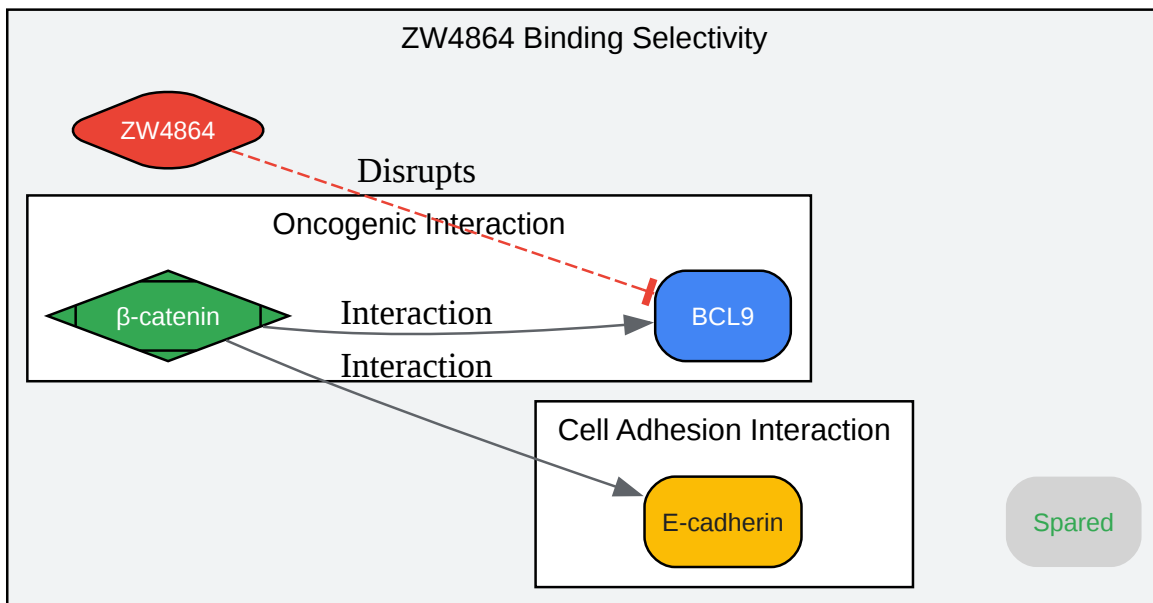 ZW4864 Binding Selectivity
ZW4864
Disrupts
Oncogenic Interaction
β-catenin
Interaction
BCL9
Interaction
Cell Adhesion Interaction
E-cadherin
Spared